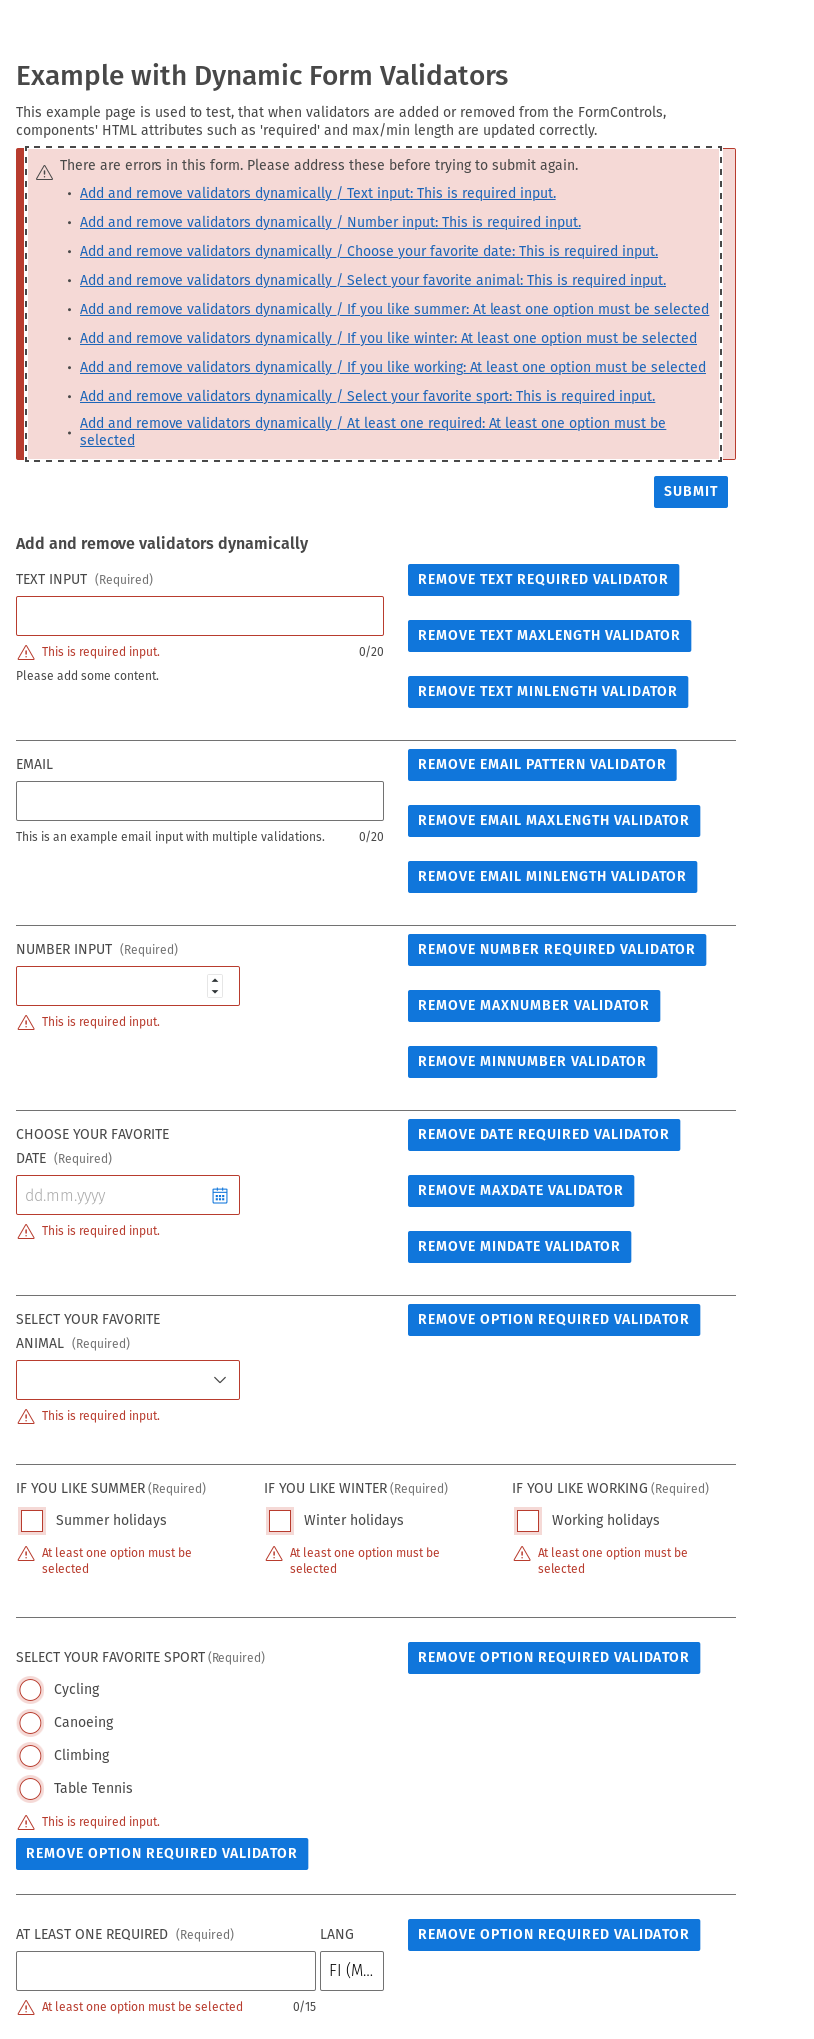 Example with Dynamic Form Validators
This example page is used to test, that when validators are added or removed from the FormControls,
components' HTML attributes such as 'required' and max/min length are updated correctly.
There are errors in this form. Please address these before trying to submit again.
• Add and remove validators dynamically / Text input: This is required input.
• Add and remove validators dynamically / Number input: This is required input.
• Add and remove validators dynamically / Choose your favorite date: This is required input.
• Add and remove validators dynamically / Select your favorite animal: This is required input.
• Add and remove validators dynamically / If you like summer: At least one option must be selected
• Add and remove validators dynamically / If you like winter: At least one option must be selected
• Add and remove validators dynamically / If you like working: At least one option must be selected
• Add and remove validators dynamically / Select your favorite sport: This is required input.
• Add and remove validators dynamically / At least one required: At least one option must be
selected
SUBMIT
Add and remove validators dynamically
TEXT INPUT (Required)
This is required input. 0/20
Please add some content.
REMOVE TEXT REQUIRED VALIDATOR
REMOVE TEXT MAXLENGTH VALIDATOR
REMOVE TEXT MINLENGTH VALIDATOR
EMAIL
This is an example email input with multiple validations. 0/20
REMOVE EMAIL PATTERN VALIDATOR
REMOVE EMAIL MAXLENGTH VALIDATOR
REMOVE EMAIL MINLENGTH VALIDATOR
NUMBER INPUT (Required)
This is required input.
REMOVE NUMBER REQUIRED VALIDATOR
REMOVE MAXNUMBER VALIDATOR
REMOVE MINNUMBER VALIDATOR
CHOOSE YOUR FAVORITE
DATE (Required)
dd.mm.yyyy
This is required input.
REMOVE DATE REQUIRED VALIDATOR
REMOVE MAXDATE VALIDATOR
REMOVE MINDATE VALIDATOR
SELECT YOUR FAVORITE
ANIMAL (Required)
This is required input.
REMOVE OPTION REQUIRED VALIDATOR
IF YOU LIKE SUMMER (Required)
Summer holidays
At least one option must be
selected
IF YOU LIKE WINTER (Required)
Winter holidays
At least one option must be
selected
IF YOU LIKE WORKING (Required)
Working holidays
At least one option must be
selected
SELECT YOUR FAVORITE SPORT (Required)
Cycling
Canoeing
Climbing
Table Tennis
This is required input.
REMOVE OPTION REQUIRED VALIDATOR
REMOVE OPTION REQUIRED VALIDATOR
AT LEAST ONE REQUIRED (Required)
At least one option must be selected 0/15
LANG
FI (M...
REMOVE OPTION REQUIRED VALIDATOR